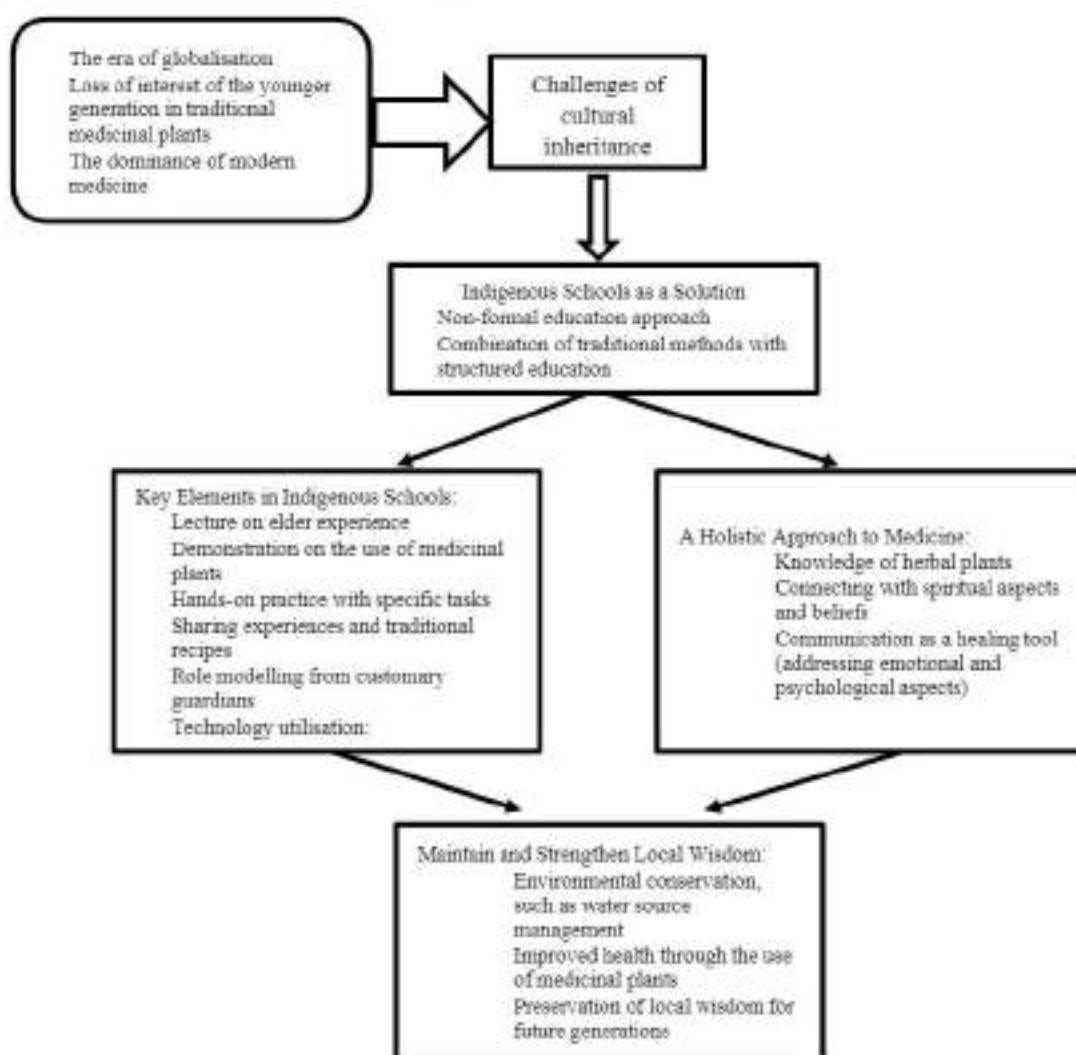 The era of globalisation
Loss of interest of the younger
generation in traditional
medicinal plants
The dominance of modern
medicine
Challenges of
cultural
inheritance
Indigenous Schools as a Solution
Non-formal education approach
Combination of traditional methods with
structured education
Key Elements in Indigenous Schools:
Lecture on elder experience
Demonstration on the use of medicinal
plants
Hands-on practice with specific tasks
Sharing experiences and traditional
recipes
Role modelling from customary
guardians
Technology utilisation:
A Holistic Approach to Medicine:
Knowledge of herbal plants
Connecting with spiritual aspects
and beliefs
Communication as a healing tool
(addressing emotional and
psychological aspects)
Maintain and Strengthen Local Wisdom:
Environmental conservation,
such as water source
management
Improved health through the use
of medicinal plants
Preservation of local wisdom for
future generations